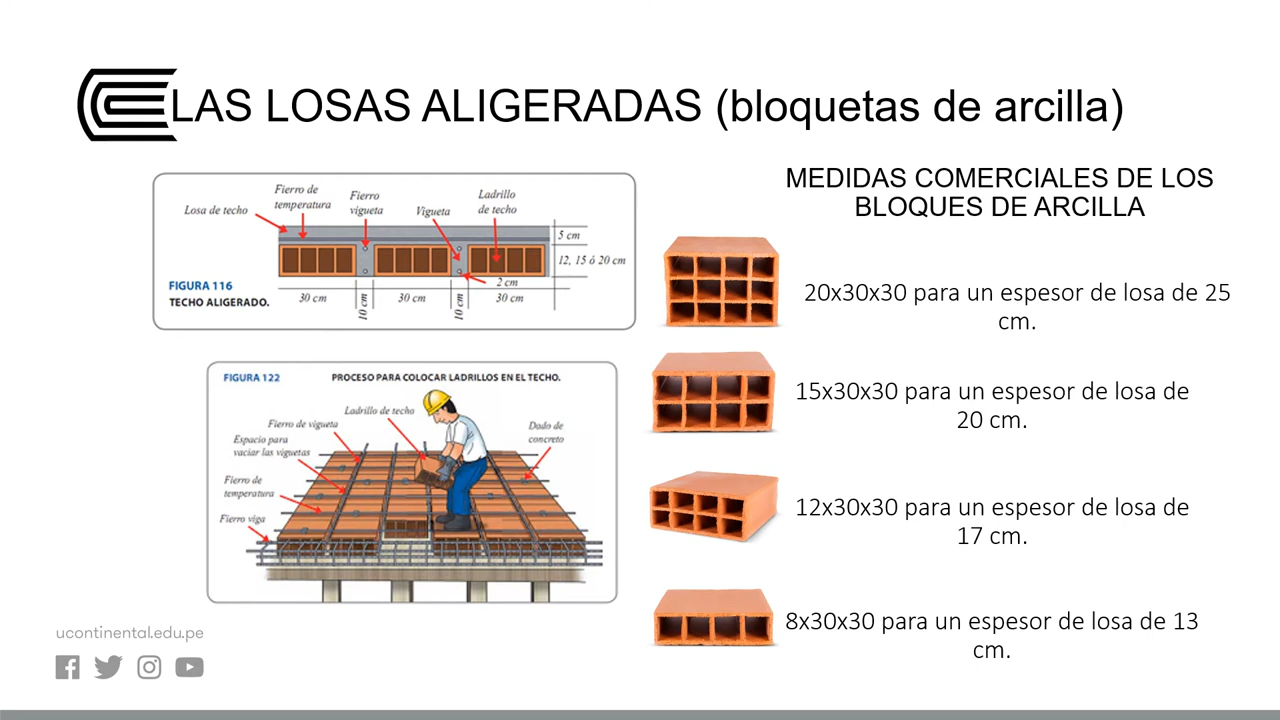 LAS LOSAS ALIGERADAS (bloquetas de arcilla)
Fierro de
temperatura
Fierro
vigueta
Ladrillo
de techo
Losa de techo
Vigueta
5 cm
12, 15 ó 20 cm
2 cm
FIGURA 116
TECHO ALIGERADO.
30 cm
10 cm
30 cm
10 cm
30 cm
FIGURA 122
PROCESO PARA COLOCAR LADRILLOS EN EL TECHO.
Ladrillo de techo
Fierro de vigueta
Espacio para
vaciar las viguetas
Dado de
concreto
Fierro de
temperatura
Fierro viga
MEDIDAS COMERCIALES DE LOS
BLOQUES DE ARCILLA
20x30x30 para un espesor de losa de 25
cm.
15x30x30 para un espesor de losa de
20 cm.
12x30x30 para un espesor de losa de
17 cm.
8x30x30 para un espesor de losa de 13
cm.
ucontinental.edu.pe